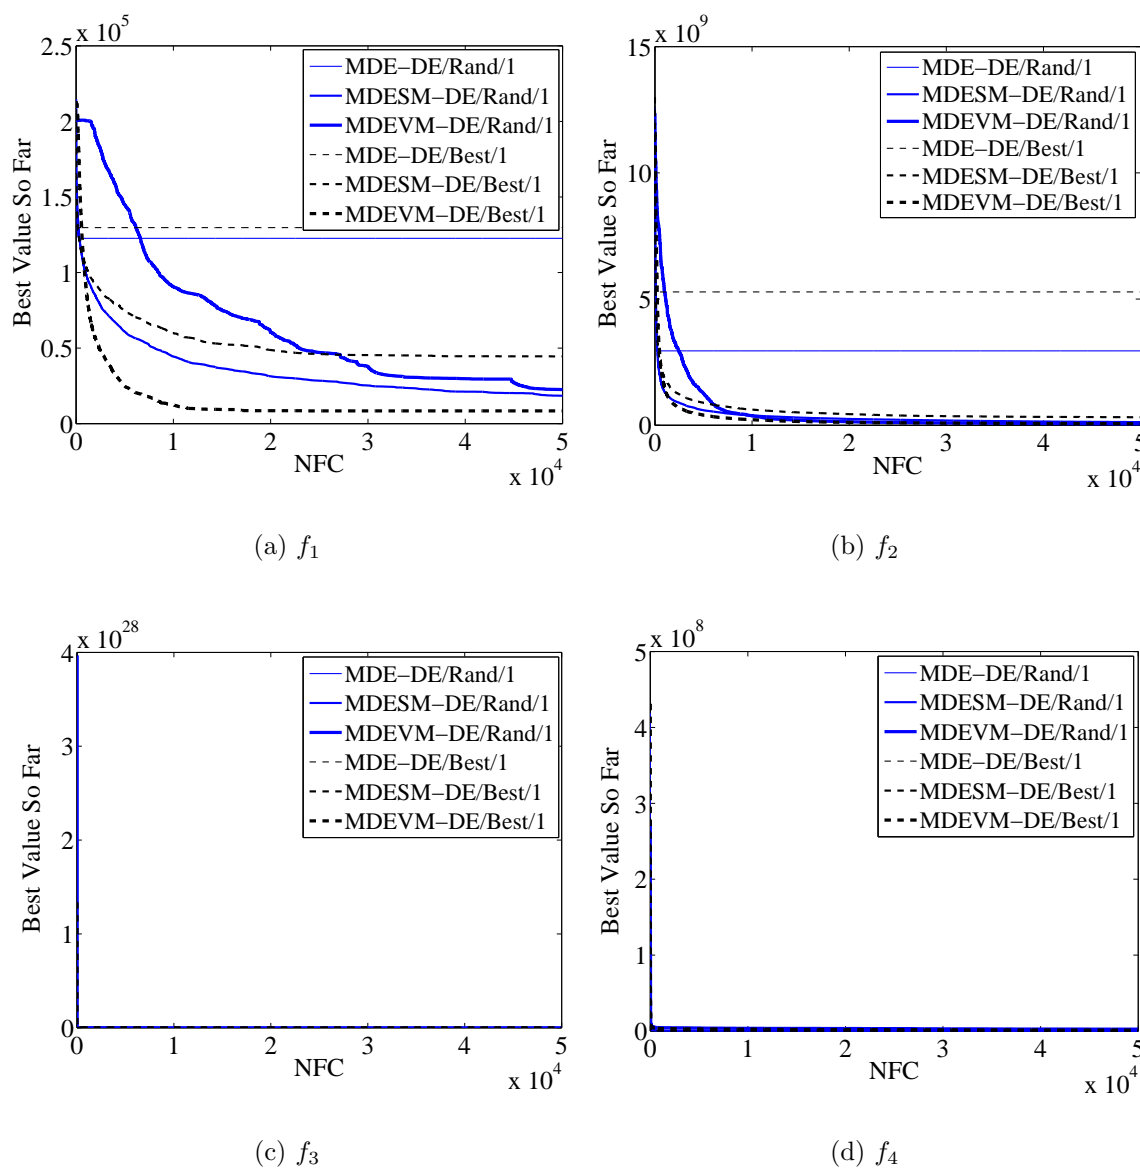 x 10^5
2.5
2
1.5
1
0.5
0
Best Value So Far
MDE−DE/Rand/1
MDESM−DE/Rand/1
MDEVM−DE/Rand/1
MDE−DE/Best/1
MDESM−DE/Best/1
MDEVM−DE/Best/1
0 1 2 3 4 5
NFC
x 10^4
(a) f_1
x 10^9
15
10
5
0
Best Value So Far
MDE−DE/Rand/1
MDESM−DE/Rand/1
MDEVM−DE/Rand/1
MDE−DE/Best/1
MDESM−DE/Best/1
MDEVM−DE/Best/1
0 1 2 3 4 5
NFC
x 10^4
(b) f_2
x 10^28
4
3
2
1
0
Best Value So Far
MDE−DE/Rand/1
MDESM−DE/Rand/1
MDEVM−DE/Rand/1
MDE−DE/Best/1
MDESM−DE/Best/1
MDEVM−DE/Best/1
0 1 2 3 4 5
NFC
x 10^4
(c) f_3
x 10^8
5
4
3
2
1
0
Best Value So Far
MDE−DE/Rand/1
MDESM−DE/Rand/1
MDEVM−DE/Rand/1
MDE−DE/Best/1
MDESM−DE/Best/1
MDEVM−DE/Best/1
0 1 2 3 4 5
NFC
x 10^4
(d) f_4